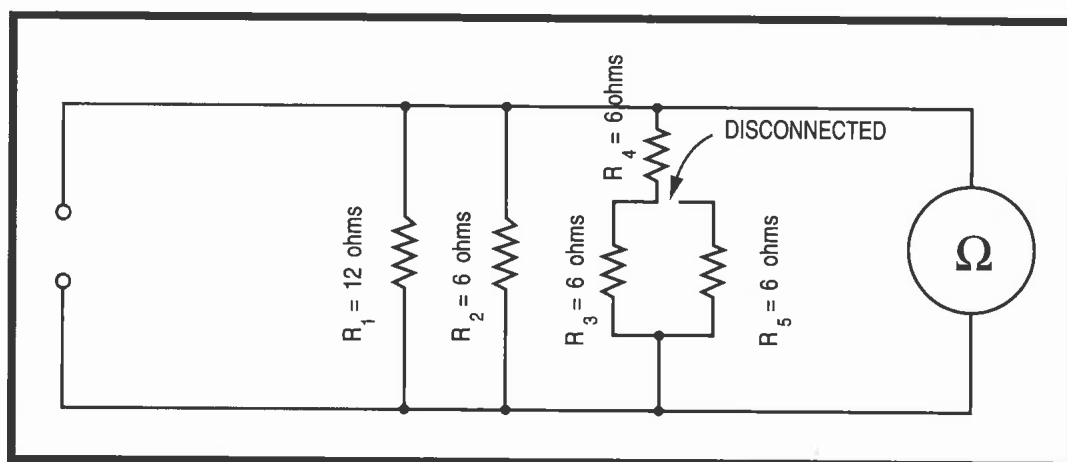 R1 = 12 ohms
R2 = 6 ohms
R3 = 6 ohms
R4 = 6 ohms
DISCONNECTED
R5 = 6 ohms
Ω